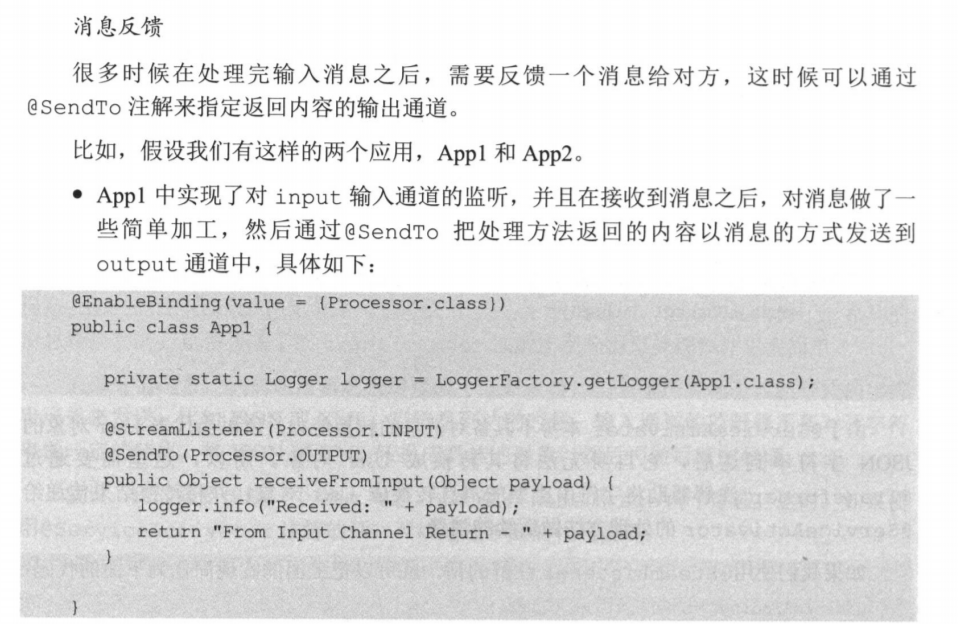 消息反馈
很多时候在处理完输入消息之后，需要反馈一个消息给对方，这时候可以通过
@SendTo 注解来指定返回内容的输出通道。
比如，假设我们有这样的两个应用，App1 和 App2。
• App1 中实现了对 input 输入通道的监听，并且在接收到消息之后，对消息做了一
些简单加工，然后通过@SendTo 把处理方法返回的内容以消息的方式发送到
output 通道中，具体如下：
@EnableBinding(value = {Processor.class})
public class App1 {
private static Logger logger = LoggerFactory.getLogger(App1.class);
@StreamListener(Processor.INPUT)
@SendTo(Processor.OUTPUT)
public Object receiveFromInput(Object payload) {
logger.info("Received: " + payload);
return "From Input Channel Return - " + payload;
}
}